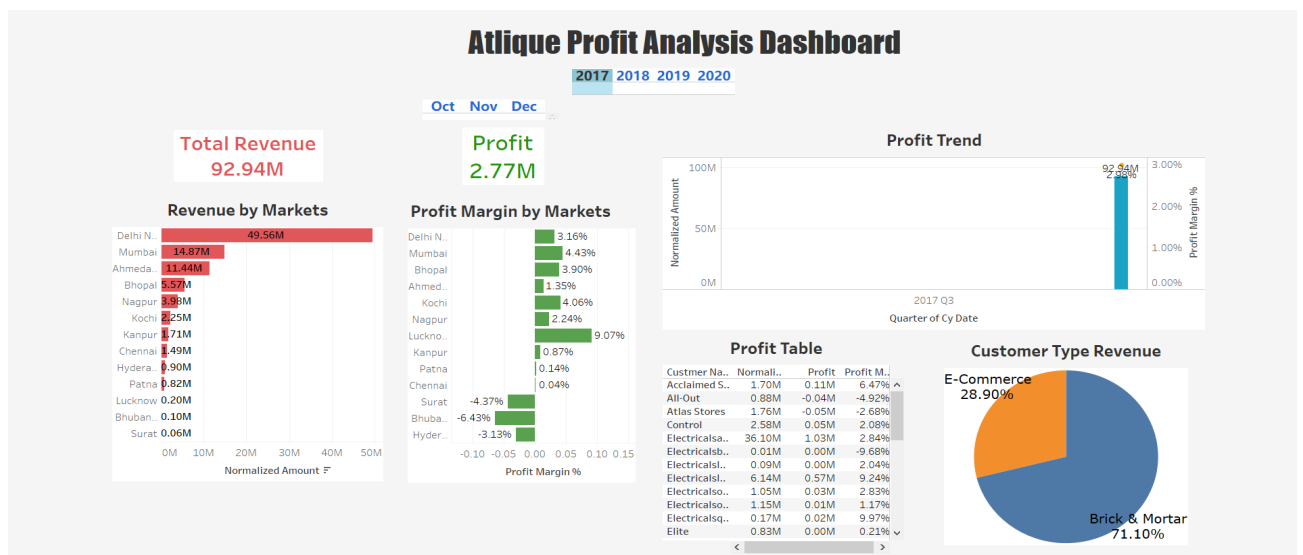 Atlique Profit Analysis Dashboard
2017 2018 2019 2020
Oct Nov Dec
Total Revenue
92.94M
Profit
2.77M
Revenue by Markets
Delhi N.. 49.56M
Mumbai 14.87M
Ahmeda.. 11.44M
Bhopal 5.57M
Nagpur 3.98M
Kochi 2.25M
Kanpur 1.71M
Chennai 1.49M
Hydera.. 0.90M
Patna 0.82M
Lucknow 0.20M
Bhuban.. 0.10M
Surat 0.06M
0M 10M 20M 30M 40M 50M
Normalized Amount
Profit Margin by Markets
Delhi N.. 3.16%
Mumbai 4.43%
Bhopal 3.90%
Ahmed.. 1.35%
Kochi 4.06%
Nagpur 2.24%
Luckno.. 9.07%
Kanpur 0.87%
Patna 0.14%
Chennai 0.04%
Surat -4.37%
Bhuba.. -6.43%
Hyder.. -3.13%
-0.10 -0.05 0.00 0.05 0.10 0.15
Profit Margin %
Profit Trend
Normalized Amount
100M
50M
0M
92.94M
2.98%
3.00%
2.00%
1.00%
0.00%
Profit Margin %
2017 Q3
Quarter of Cy Date
Profit Table
Custmer Na.. Normali.. Profit Profit M..
Acclaimed S.. 1.70M 0.11M 6.47%
All-Out 0.88M -0.04M -4.92%
Atlas Stores 1.76M -0.05M -2.68%
Control 2.58M 0.05M 2.08%
Electricalsa.. 36.10M 1.03M 2.84%
Electricalsb.. 0.01M 0.00M -9.68%
Electricalsl.. 0.09M 0.00M 2.04%
Electricalsl.. 6.14M 0.57M 9.24%
Electricalso.. 1.05M 0.03M 2.83%
Electricalso.. 1.15M 0.01M 1.17%
Electricalsq.. 0.17M 0.02M 9.97%
Elite 0.83M 0.00M 0.21%
Customer Type Revenue
E-Commerce
28.90%
Brick & Mortar
71.10%